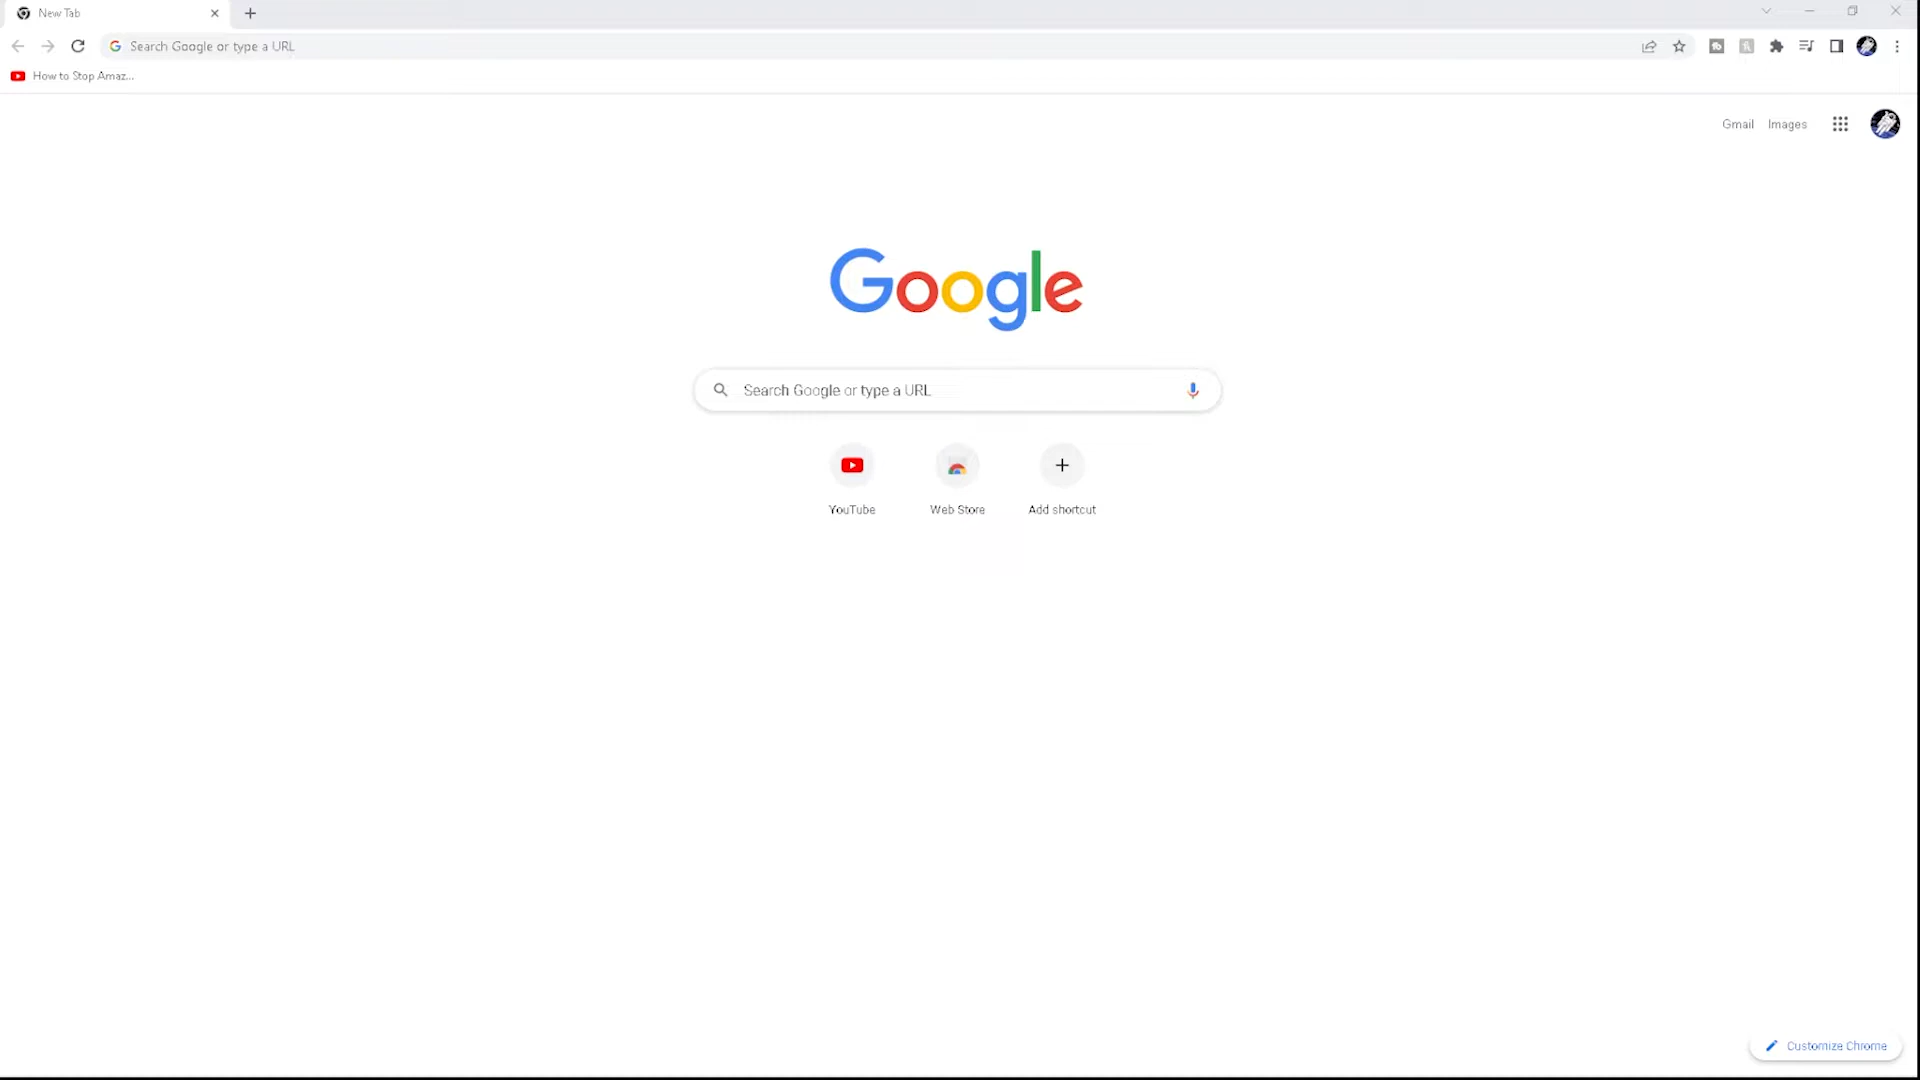 New Tab
Search Google or type a URL
How to Stop Amaz...
Gmail Images
Google
Search Google or type a URL
YouTube Web Store Add shortcut
Customize Chrome